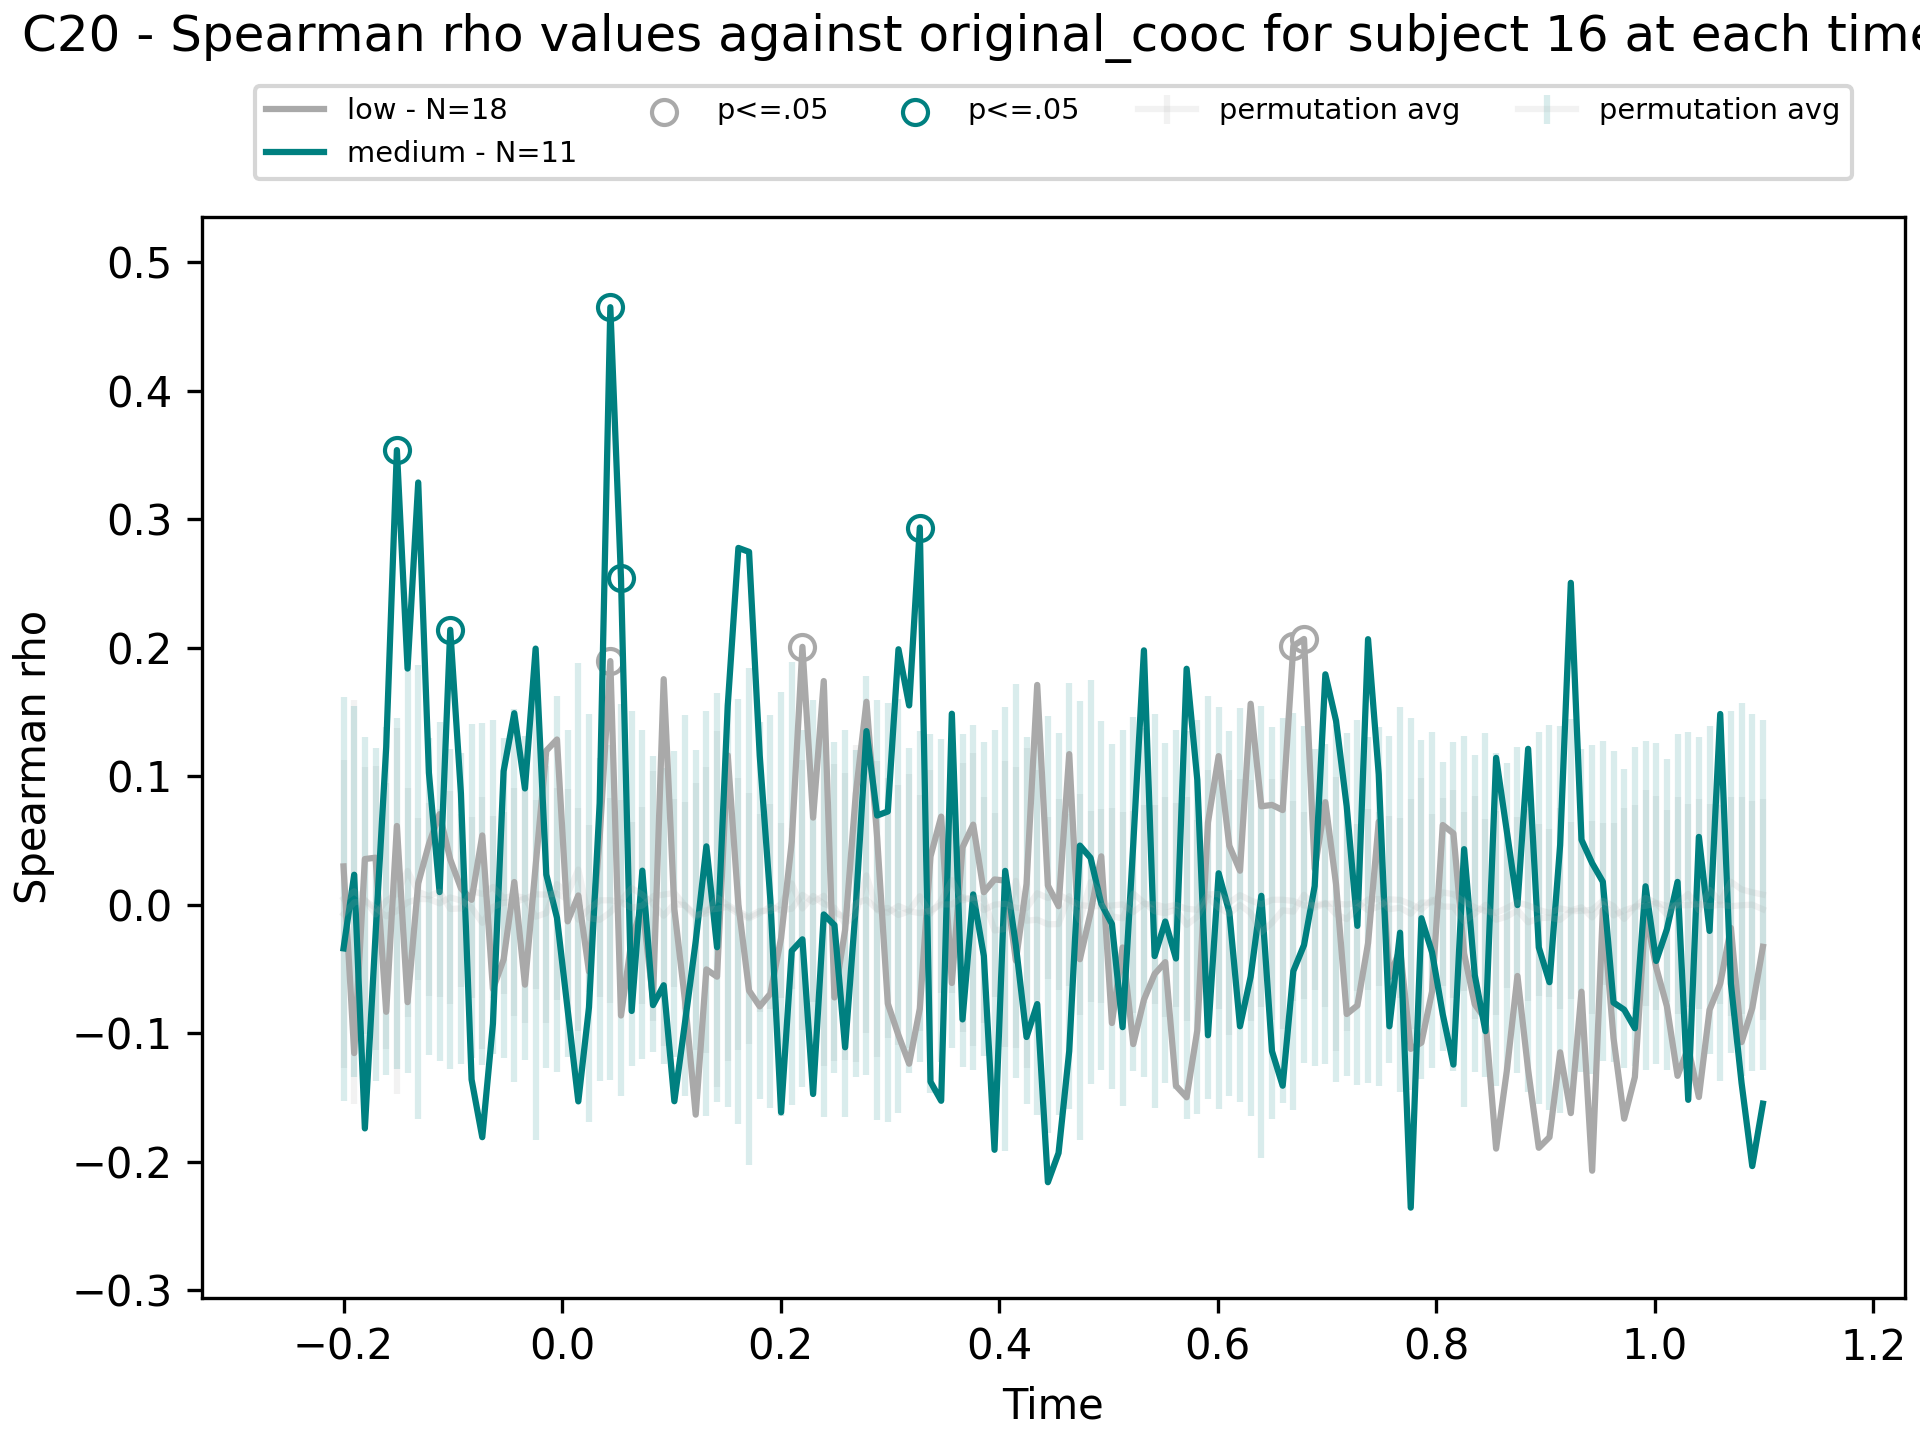 C20 - Spearman rho values against original_cooc for subject 16 at each time
low - N=18
medium - N=11
p<=.05
p<=.05
permutation avg
permutation avg
0.5
0.4
0.3
0.2
0.1
0.0
−0.1
−0.2
−0.3
Spearman rho
−0.2 0.0 0.2 0.4 0.6 0.8 1.0 1.2
Time